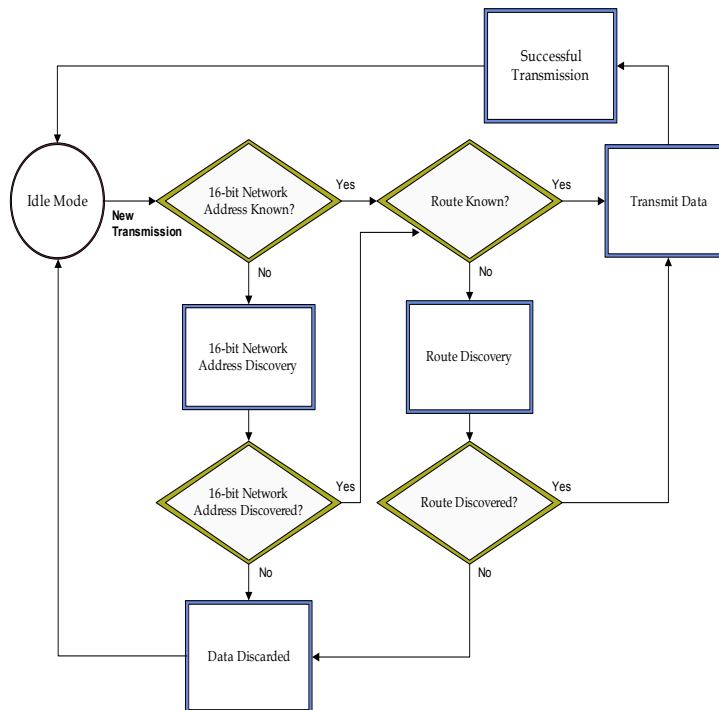 Successful
Transmission
Idle Mode
New
Transmission
16-bit Network
Address Known?
Yes
Route Known?
Yes
Transmit Data
No
No
16-bit Network
Address Discovery
Route Discovery
16-bit Network
Address Discovered?
Yes
Route Discovered?
Yes
No
No
Data Discarded